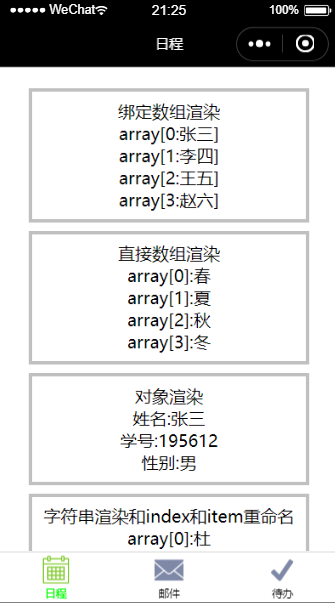 WeChat
21:25
100%
日程
绑定数组渲染
array[0:张三]
array[1:李四]
array[2:王五]
array[3:赵六]
直接数组渲染
array[0]:春
array[1]:夏
array[2]:秋
array[3]:冬
对象渲染
姓名:张三
学号:195612
性别:男
字符串渲染和index和item重命名
array[0]:杜
日程
邮件
待办